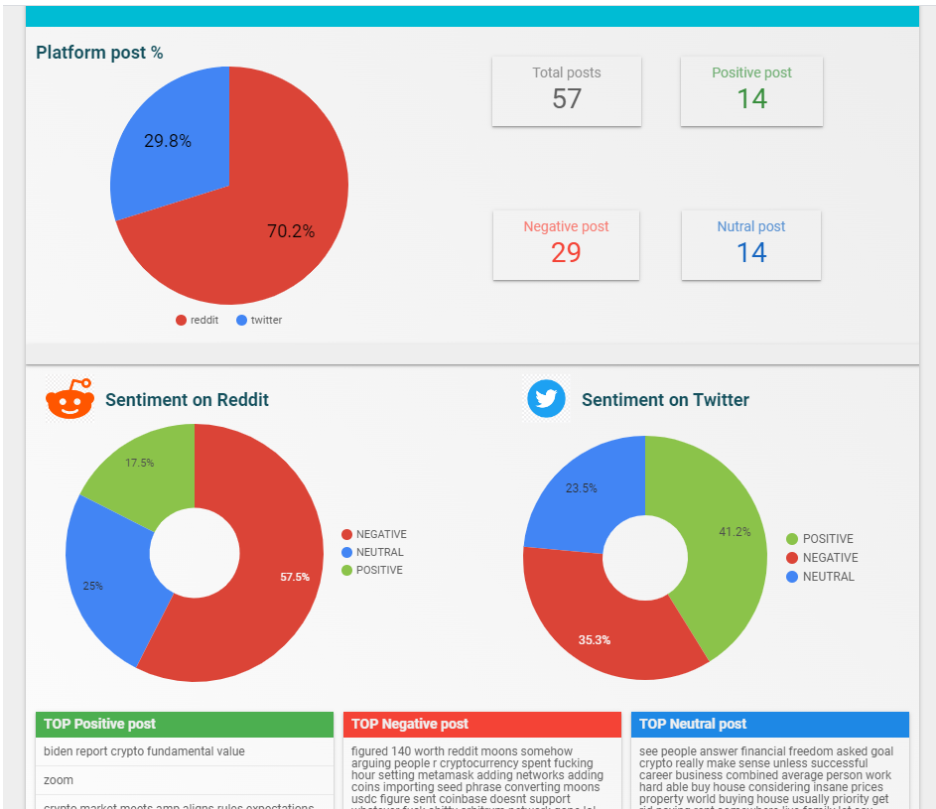 Platform post %
29.8%
70.2%
reddit twitter
Total posts
57
Positive post
14
Negative post
29
Nutral post
14
Sentiment on Reddit
17.5%
25%
57.5%
NEGATIVE
NEUTRAL
POSITIVE
Sentiment on Twitter
23.5%
41.2%
35.3%
POSITIVE
NEGATIVE
NEUTRAL
TOP Positive post
biden report crypto fundamental value
zoom
crypto market meets amp aligns rules expectations
TOP Negative post
figured 140 worth reddit moons somehow
arguing people r cryptocurrency spent fucking
hour setting metamask adding networks adding
coins importing seed phrase converting moons
usdc figure sent coinbase doesnt support
TOP Neutral post
see people answer financial freedom asked goal
crypto really make sense unless successful
career business combined average person work
hard able buy house considering insane prices
property world buying house usually priority get